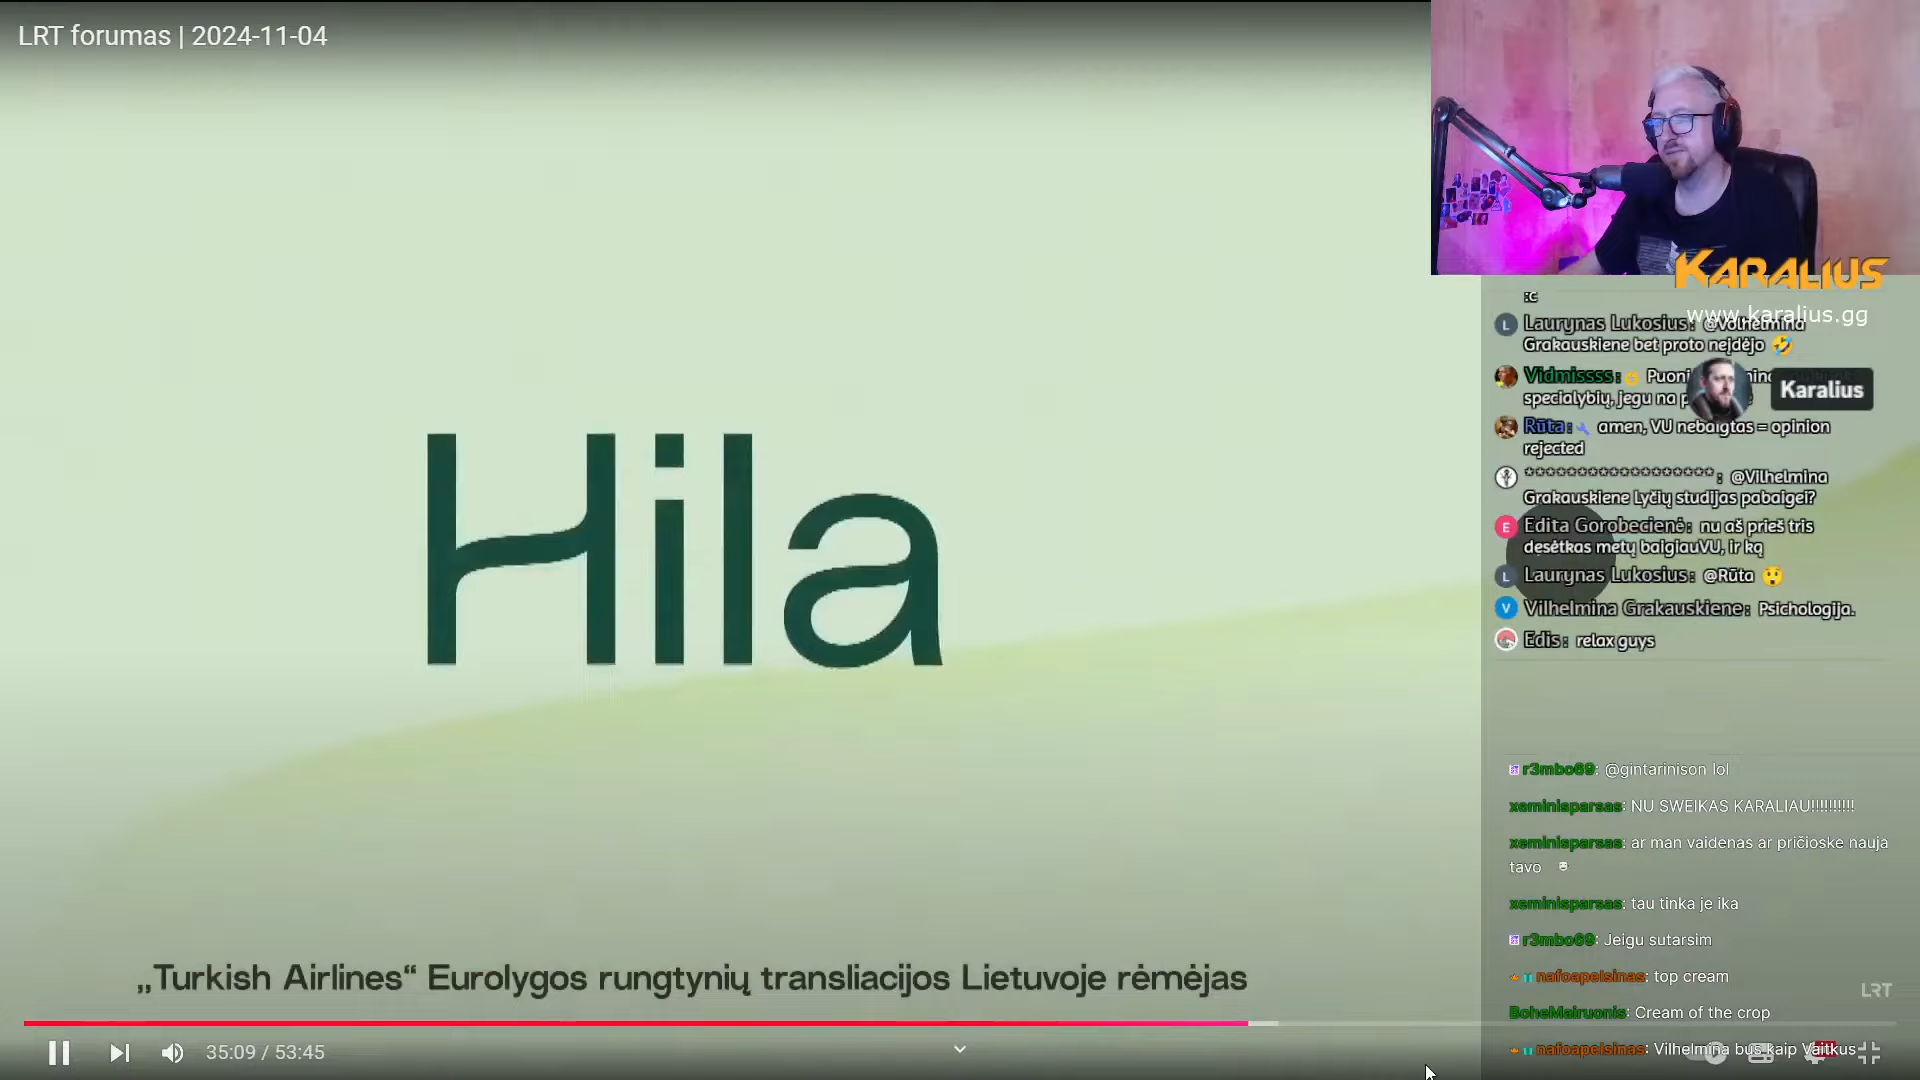 LRT forumas | 2024-11-04
KARALIUS
www.karalius.gg
:c
Laurynas Lukosius: @Volhelmina
Grakauskiene bet proto neįdėjo 🤣
Vidmissss:
specialybių, jegu na
Karalius
Rūta: amen, VU nebaigtas = opinion
rejected
******************: @Vilhelmina
Grakauskiene Lyčių studijas pabaigei?
Edita Gorobecienė: nu aš prieš tris
desėtkas metų baigiauVU, ir ką
Laurynas Lukosius: @Rūta 😲
Vilhelmina Grakauskiene: Psichologija.
Edis: relax guys
Hila
r3mbo69: @gintarinison lol
xeminisparsas: NU SWEIKAS KARALIAU!!!!!!!!!!
xeminisparsas: ar man vaidenas ar pričioske nauja
tavo
xeminisparsas: tau tinka je ika
r3mbo69: Jeigu sutarsim
nafoapelsinas: top cream
BoheMairuonis: Cream of the crop
nafoapelsinas: Vilhelmina bus kaip Vaitkus
„Turkish Airlines“ Eurolygos rungtynių transliacijos Lietuvoje rėmėjas
LRT
35:09 / 53:45